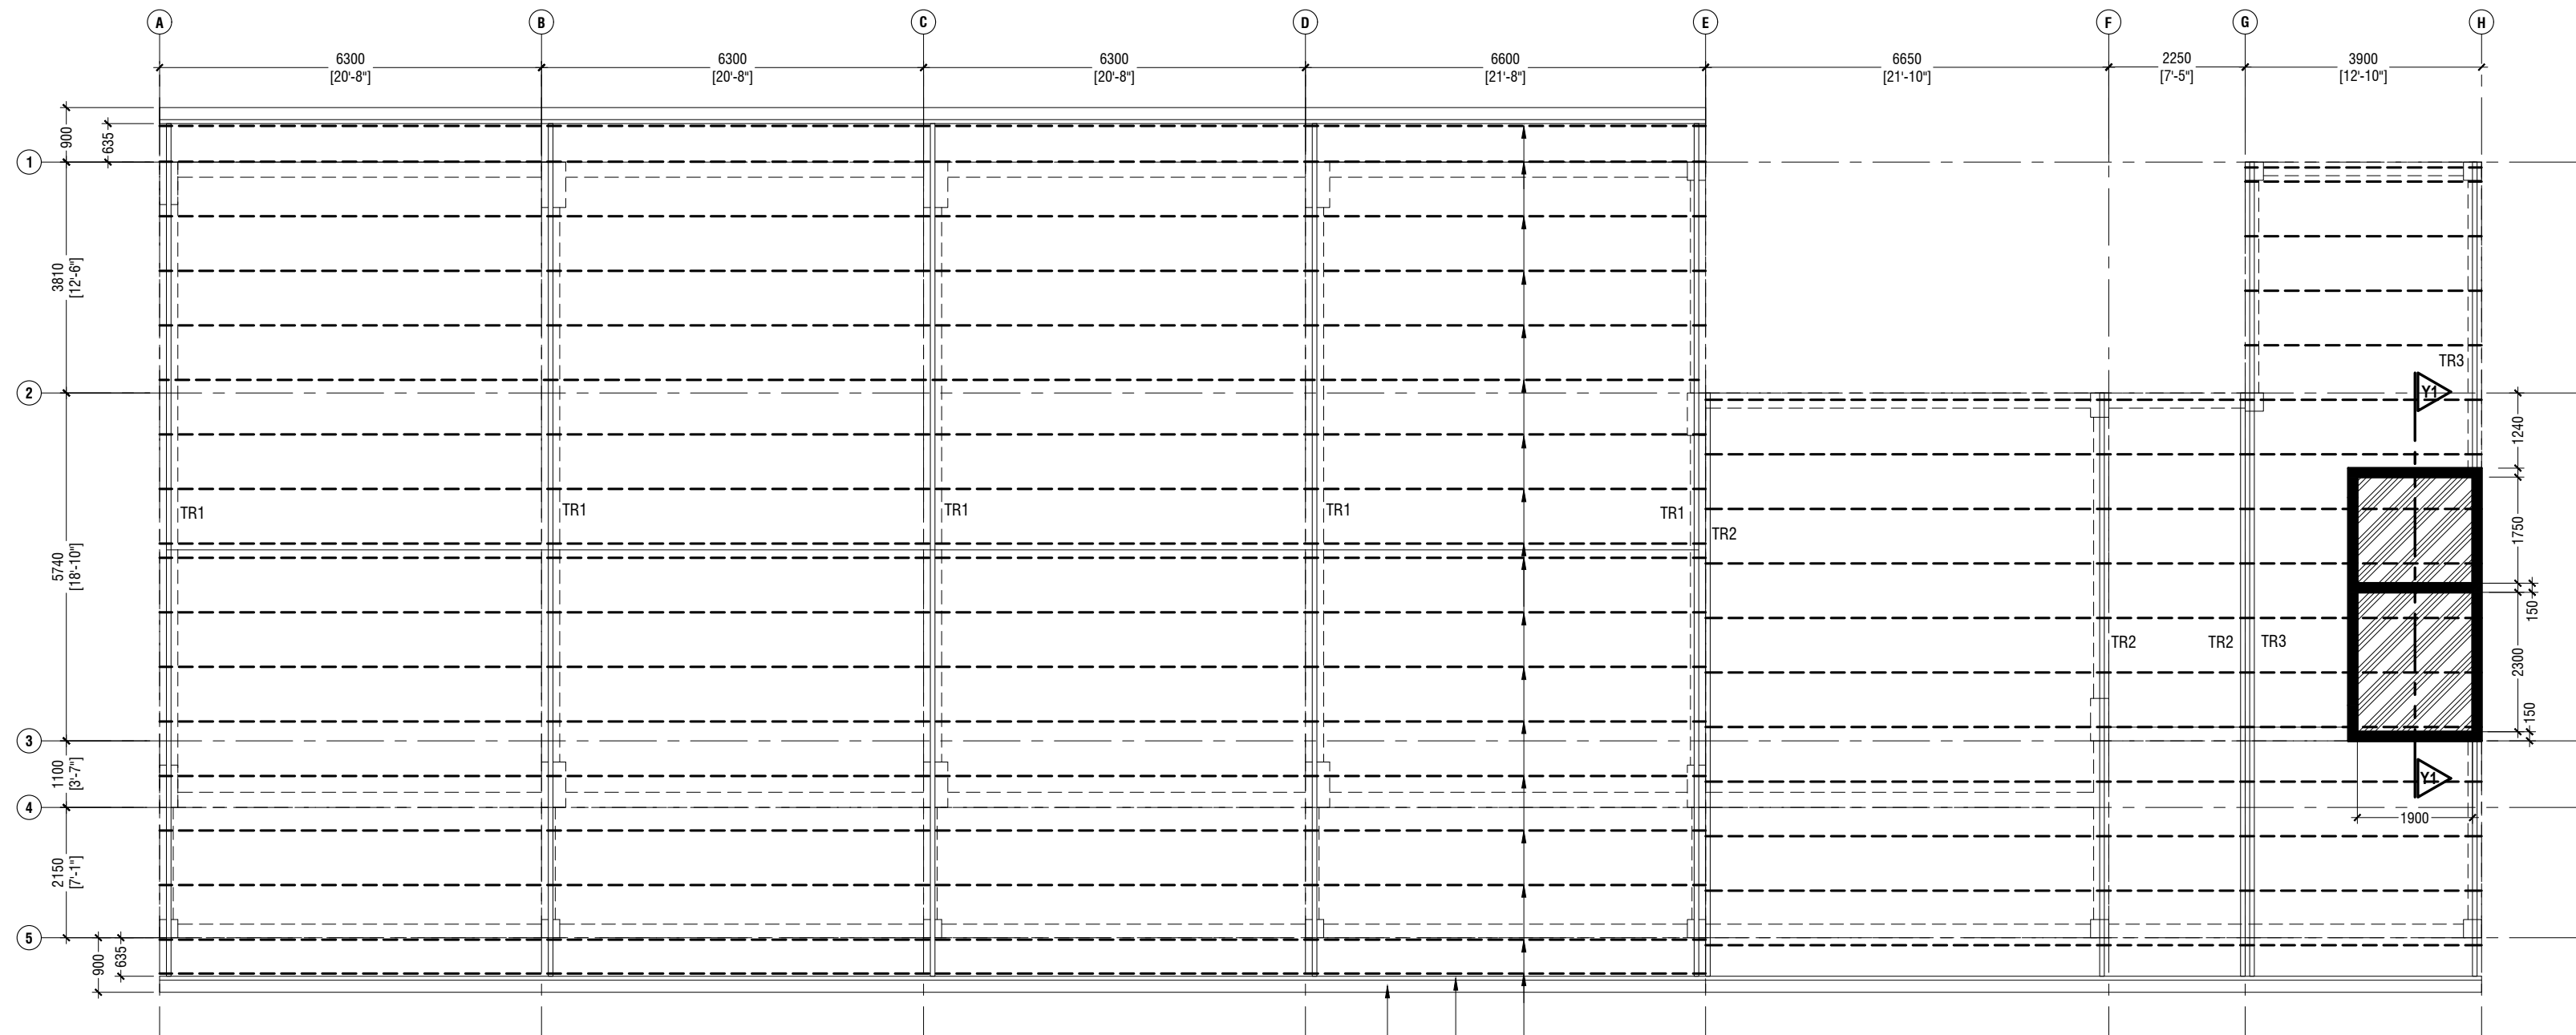 A B C D E F G H
6300 6300 6300 6600 6650 2250 3900
[20'-8"] [20'-8"] [20'-8"] [21'-8"] [21'-10"] [7'-5"] [12'-10"]
900
635
1
3810
[12'-6"]
TR3
2
Y1
1240
5740
[18'-10"]
TR1 TR1 TR1 TR1 TR1
TR2
1750
150
TR2 TR2 TR3
2300
150
3
1100
[3'-7"]
Y1
4
1900
2150
[7'-1"]
5
900
635